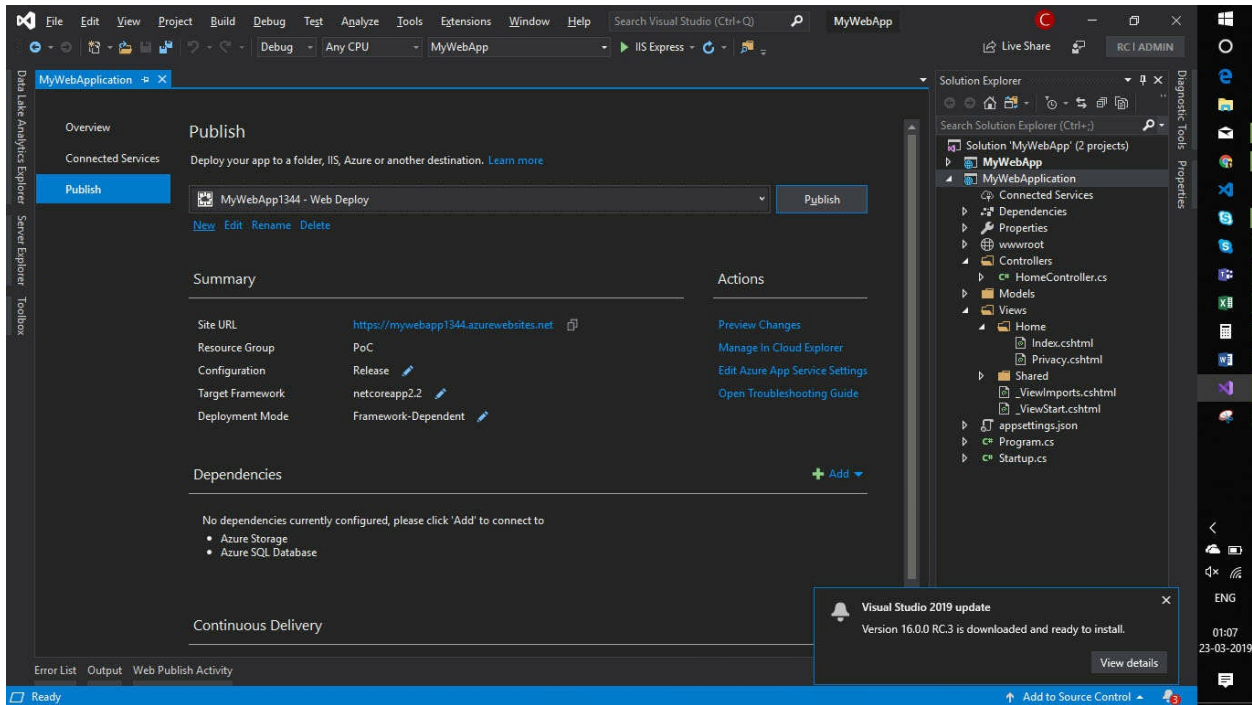 File Edit View Project Build Debug Test Analyze Tools Extensions Window Help Search Visual Studio (Ctrl+Q) MyWebApp C
Debug Any CPU MyWebApp IIS Express Live Share RC | ADMIN
Data Lake Analytics Explorer
Server Explorer
Toolbox
MyWebApplication
Overview
Connected Services
Publish
Publish
Deploy your app to a folder, IIS, Azure or another destination. Learn more
MyWebApp1344 - Web Deploy Publish
New Edit Rename Delete
Summary
Site URL https://mywebapp1344.azurewebsites.net
Resource Group PoC
Configuration Release
Target Framework netcoreapp2.2
Deployment Mode Framework-Dependent
Actions
Preview Changes
Manage In Cloud Explorer
Edit Azure App Service Settings
Open Troubleshooting Guide
Dependencies
Add
No dependencies currently configured, please click 'Add' to connect to
• Azure Storage
• Azure SQL Database
Continuous Delivery
Solution Explorer
Search Solution Explorer (Ctrl+;)
Solution 'MyWebApp' (2 projects)
MyWebApp
MyWebApplication
Connected Services
Dependencies
Properties
wwwroot
Controllers
C# HomeController.cs
Models
Views
Home
Index.cshtml
Privacy.cshtml
Shared
_ViewImports.cshtml
_ViewStart.cshtml
appsettings.json
C# Program.cs
C# Startup.cs
Diagnostic Tools
Properties
Visual Studio 2019 update
Version 16.0.0 RC.3 is downloaded and ready to install.
View details
Error List Output Web Publish Activity
Ready Add to Source Control 3
ENG
01:07
23-03-2019